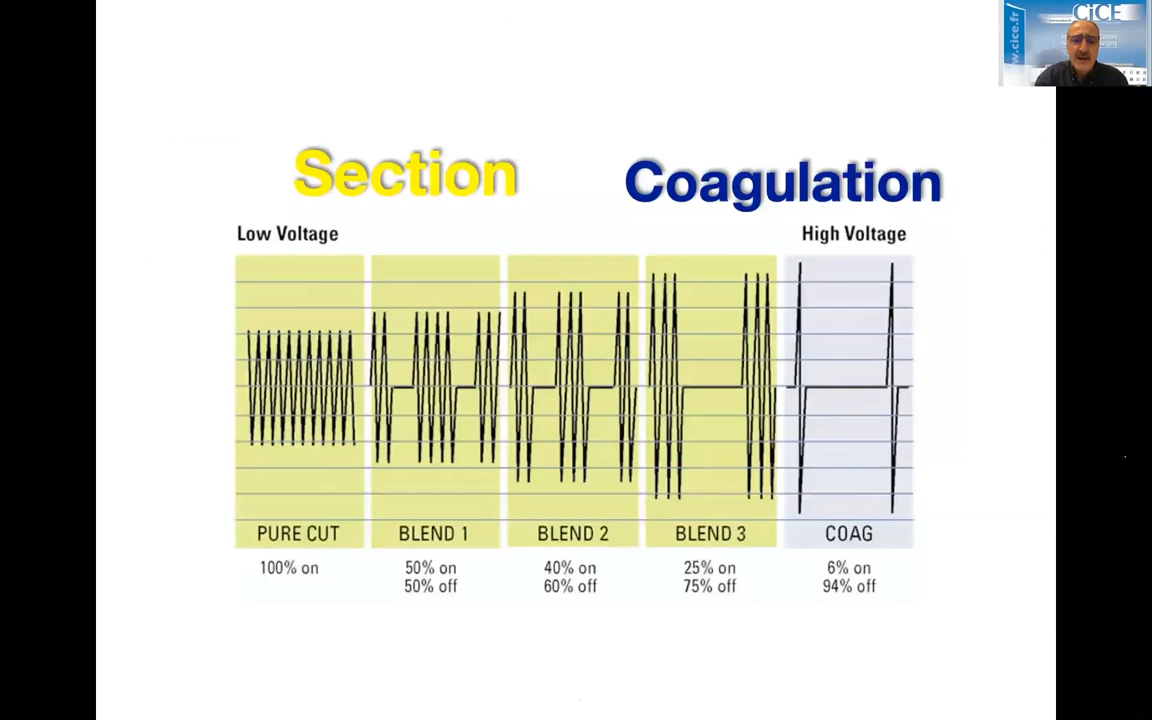 CiCE
www.cice.fr
Section
Coagulation
Low Voltage
High Voltage
PURE CUT
BLEND 1
BLEND 2
BLEND 3
COAG
100% on
50% on
40% on
25% on
6% on
50% off
60% off
75% off
94% off